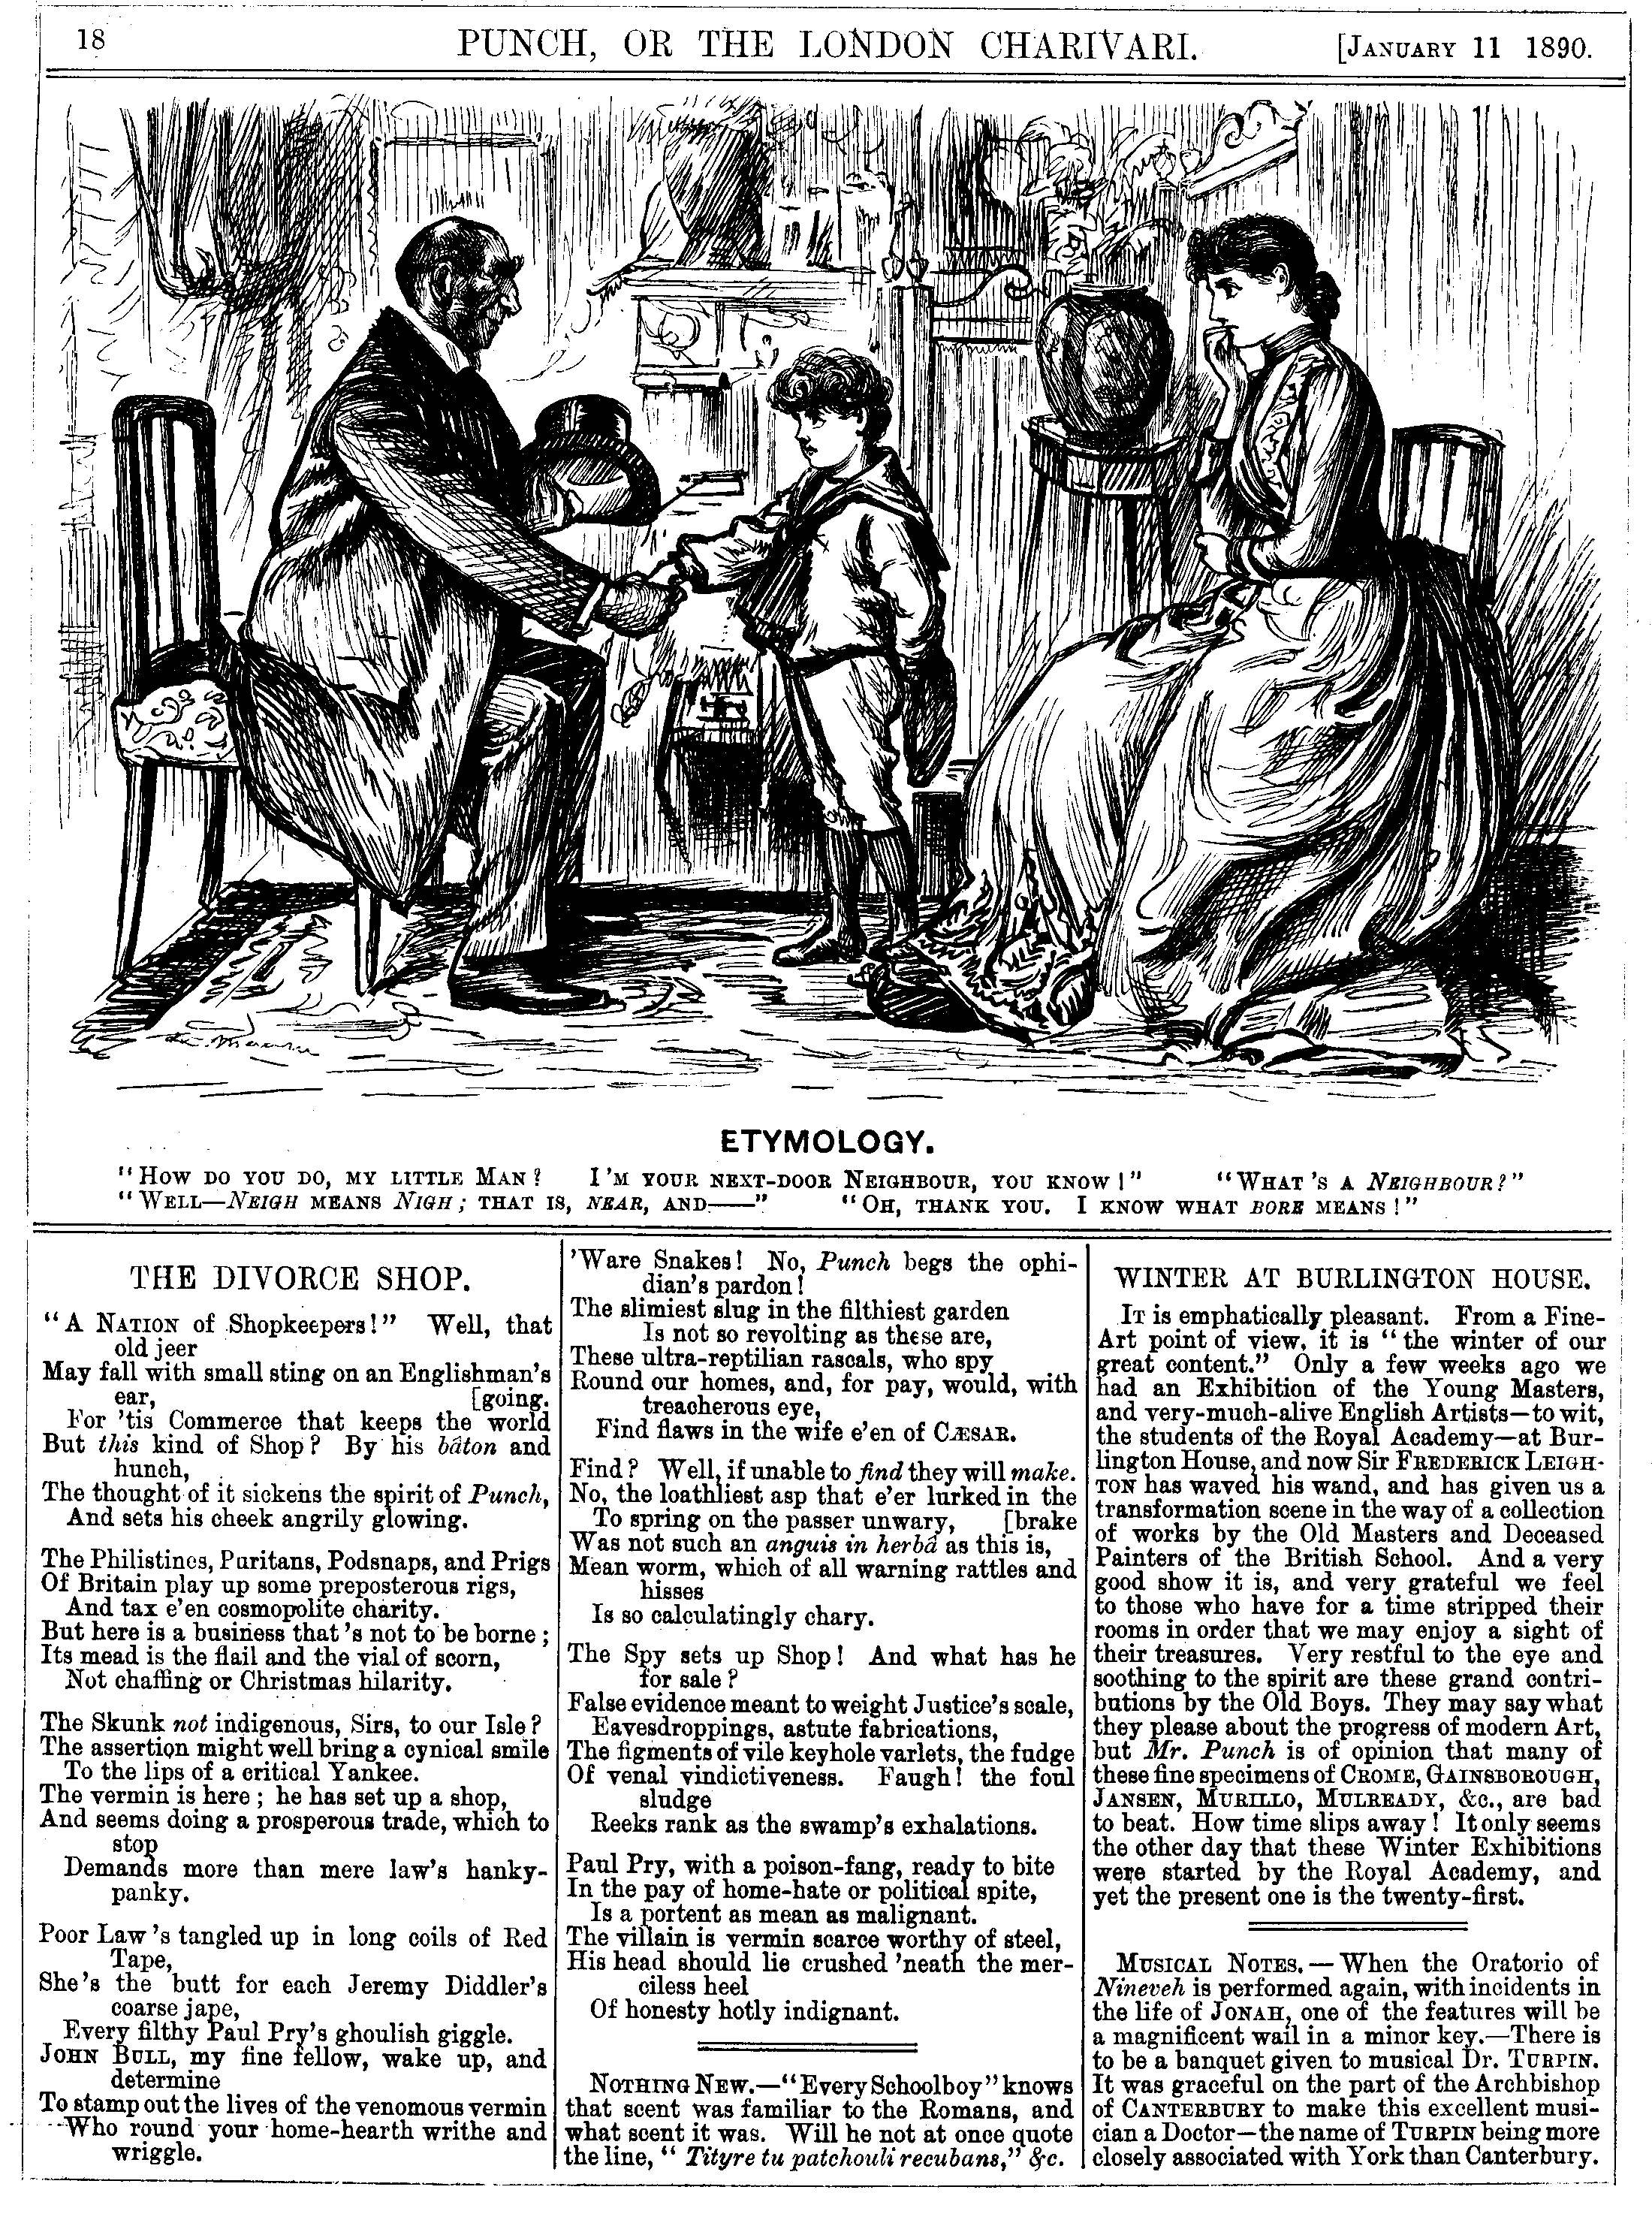 18
PUNCH, OR THE LONDON CHARIVARI.
[JANUARY 11 1890.
ETYMOLOGY.
"HOW DO YOU DO, MY LITTLE MAN? I'M YOUR NEXT-DOOR NEIGHBOUR, YOU KNOW!" "WHAT'S A NEIGHBOUR?"
"WELL—NEIGH MEANS NIGH; THAT IS, NEAR, AND——" "OH, THANK YOU. I KNOW WHAT BORE MEANS!"
THE DIVORCE SHOP.
"A NATION of Shopkeepers!" Well, that
old jeer
May fall with small sting on an Englishman's
ear, [going.
For 'tis Commerce that keeps the world
But this kind of Shop? By his bâton and
hunch,
The thought of it sickens the spirit of Punch,
And sets his cheek angrily glowing.
The Philistines, Puritans, Podsnaps, and Prigs
Of Britain play up some preposterous rigs,
And tax e'en cosmopolite charity.
But here is a business that's not to be borne;
Its mead is the flail and the vial of scorn,
Not chaffing or Christmas hilarity.
The Skunk not indigenous, Sirs, to our Isle?
The assertion might well bring a cynical smile
To the lips of a critical Yankee.
The vermin is here; he has set up a shop,
And seems doing a prosperous trade, which to
stop
Demands more than mere law's hanky-
panky.
Poor Law's tangled up in long coils of Red
Tape,
She's the butt for each Jeremy Diddler's
coarse jape,
Every filthy Paul Pry's ghoulish giggle.
JOHN BULL, my fine fellow, wake up, and
determine
To stamp out the lives of the venomous vermin
Who round your home-hearth writhe and
wriggle.
'Ware Snakes! No, Punch begs the ophi-
dian's pardon!
The slimiest slug in the filthiest garden
Is not so revolting as these are,
These ultra-reptilian rascals, who spy
Round our homes, and, for pay, would, with
treacherous eye,
Find flaws in the wife e'en of CÆSAR.
Find? Well, if unable to find they will make.
No, the loathliest asp that e'er lurked in the
To spring on the passer unwary, [brake
Was not such an anguis in herbâ as this is,
Mean worm, which of all warning rattles and
hisses
Is so calculatingly chary.
The Spy sets up Shop! And what has he
for sale?
False evidence meant to weight Justice's scale,
Eavesdroppings, astute fabrications,
The figments of vile keyhole varlets, the fudge
Of venal vindictiveness. Faugh! the foul
sludge
Reeks rank as the swamp's exhalations.
Paul Pry, with a poison-fang, ready to bite
In the pay of home-hate or political spite,
Is a portent as mean as malignant.
The villain is vermin scarce worthy of steel,
His head should lie crushed 'neath the mer-
ciless heel
Of honesty hotly indignant.
NOTHING NEW.—"Every Schoolboy" knows
that scent was familiar to the Romans, and
what scent it was. Will he not at once quote
the line, "Tityre tu patchouli recubans," &c.
WINTER AT BURLINGTON HOUSE.
IT is emphatically pleasant. From a Fine-
Art point of view, it is "the winter of our
great content." Only a few weeks ago we
had an Exhibition of the Young Masters,
and very-much-alive English Artists—to wit,
the students of the Royal Academy—at Bur-
lington House, and now Sir FREDERICK LEIGH-
TON has waved his wand, and has given us a
transformation scene in the way of a collection
of works by the Old Masters and Deceased
Painters of the British School. And a very
good show it is, and very grateful we feel
to those who have for a time stripped their
rooms in order that we may enjoy a sight of
their treasures. Very restful to the eye and
soothing to the spirit are these grand contri-
butions by the Old Boys. They may say what
they please about the progress of modern Art,
but Mr. Punch is of opinion that many of
these fine specimens of CROME, GAINSBOROUGH,
JANSEN, MURILLO, MULREADY, &c., are bad
to beat. How time slips away! It only seems
the other day that these Winter Exhibitions
were started by the Royal Academy, and
yet the present one is the twenty-first.
MUSICAL NOTES.—When the Oratorio of
Nineveh is performed again, with incidents in
the life of JONAH, one of the features will be
a magnificent wail in a minor key.—There is
to be a banquet given to musical Dr. TURPIN.
It was graceful on the part of the Archbishop
of CANTERBURY to make this excellent musi-
cian a Doctor—the name of TURPIN being more
closely associated with York than Canterbury.